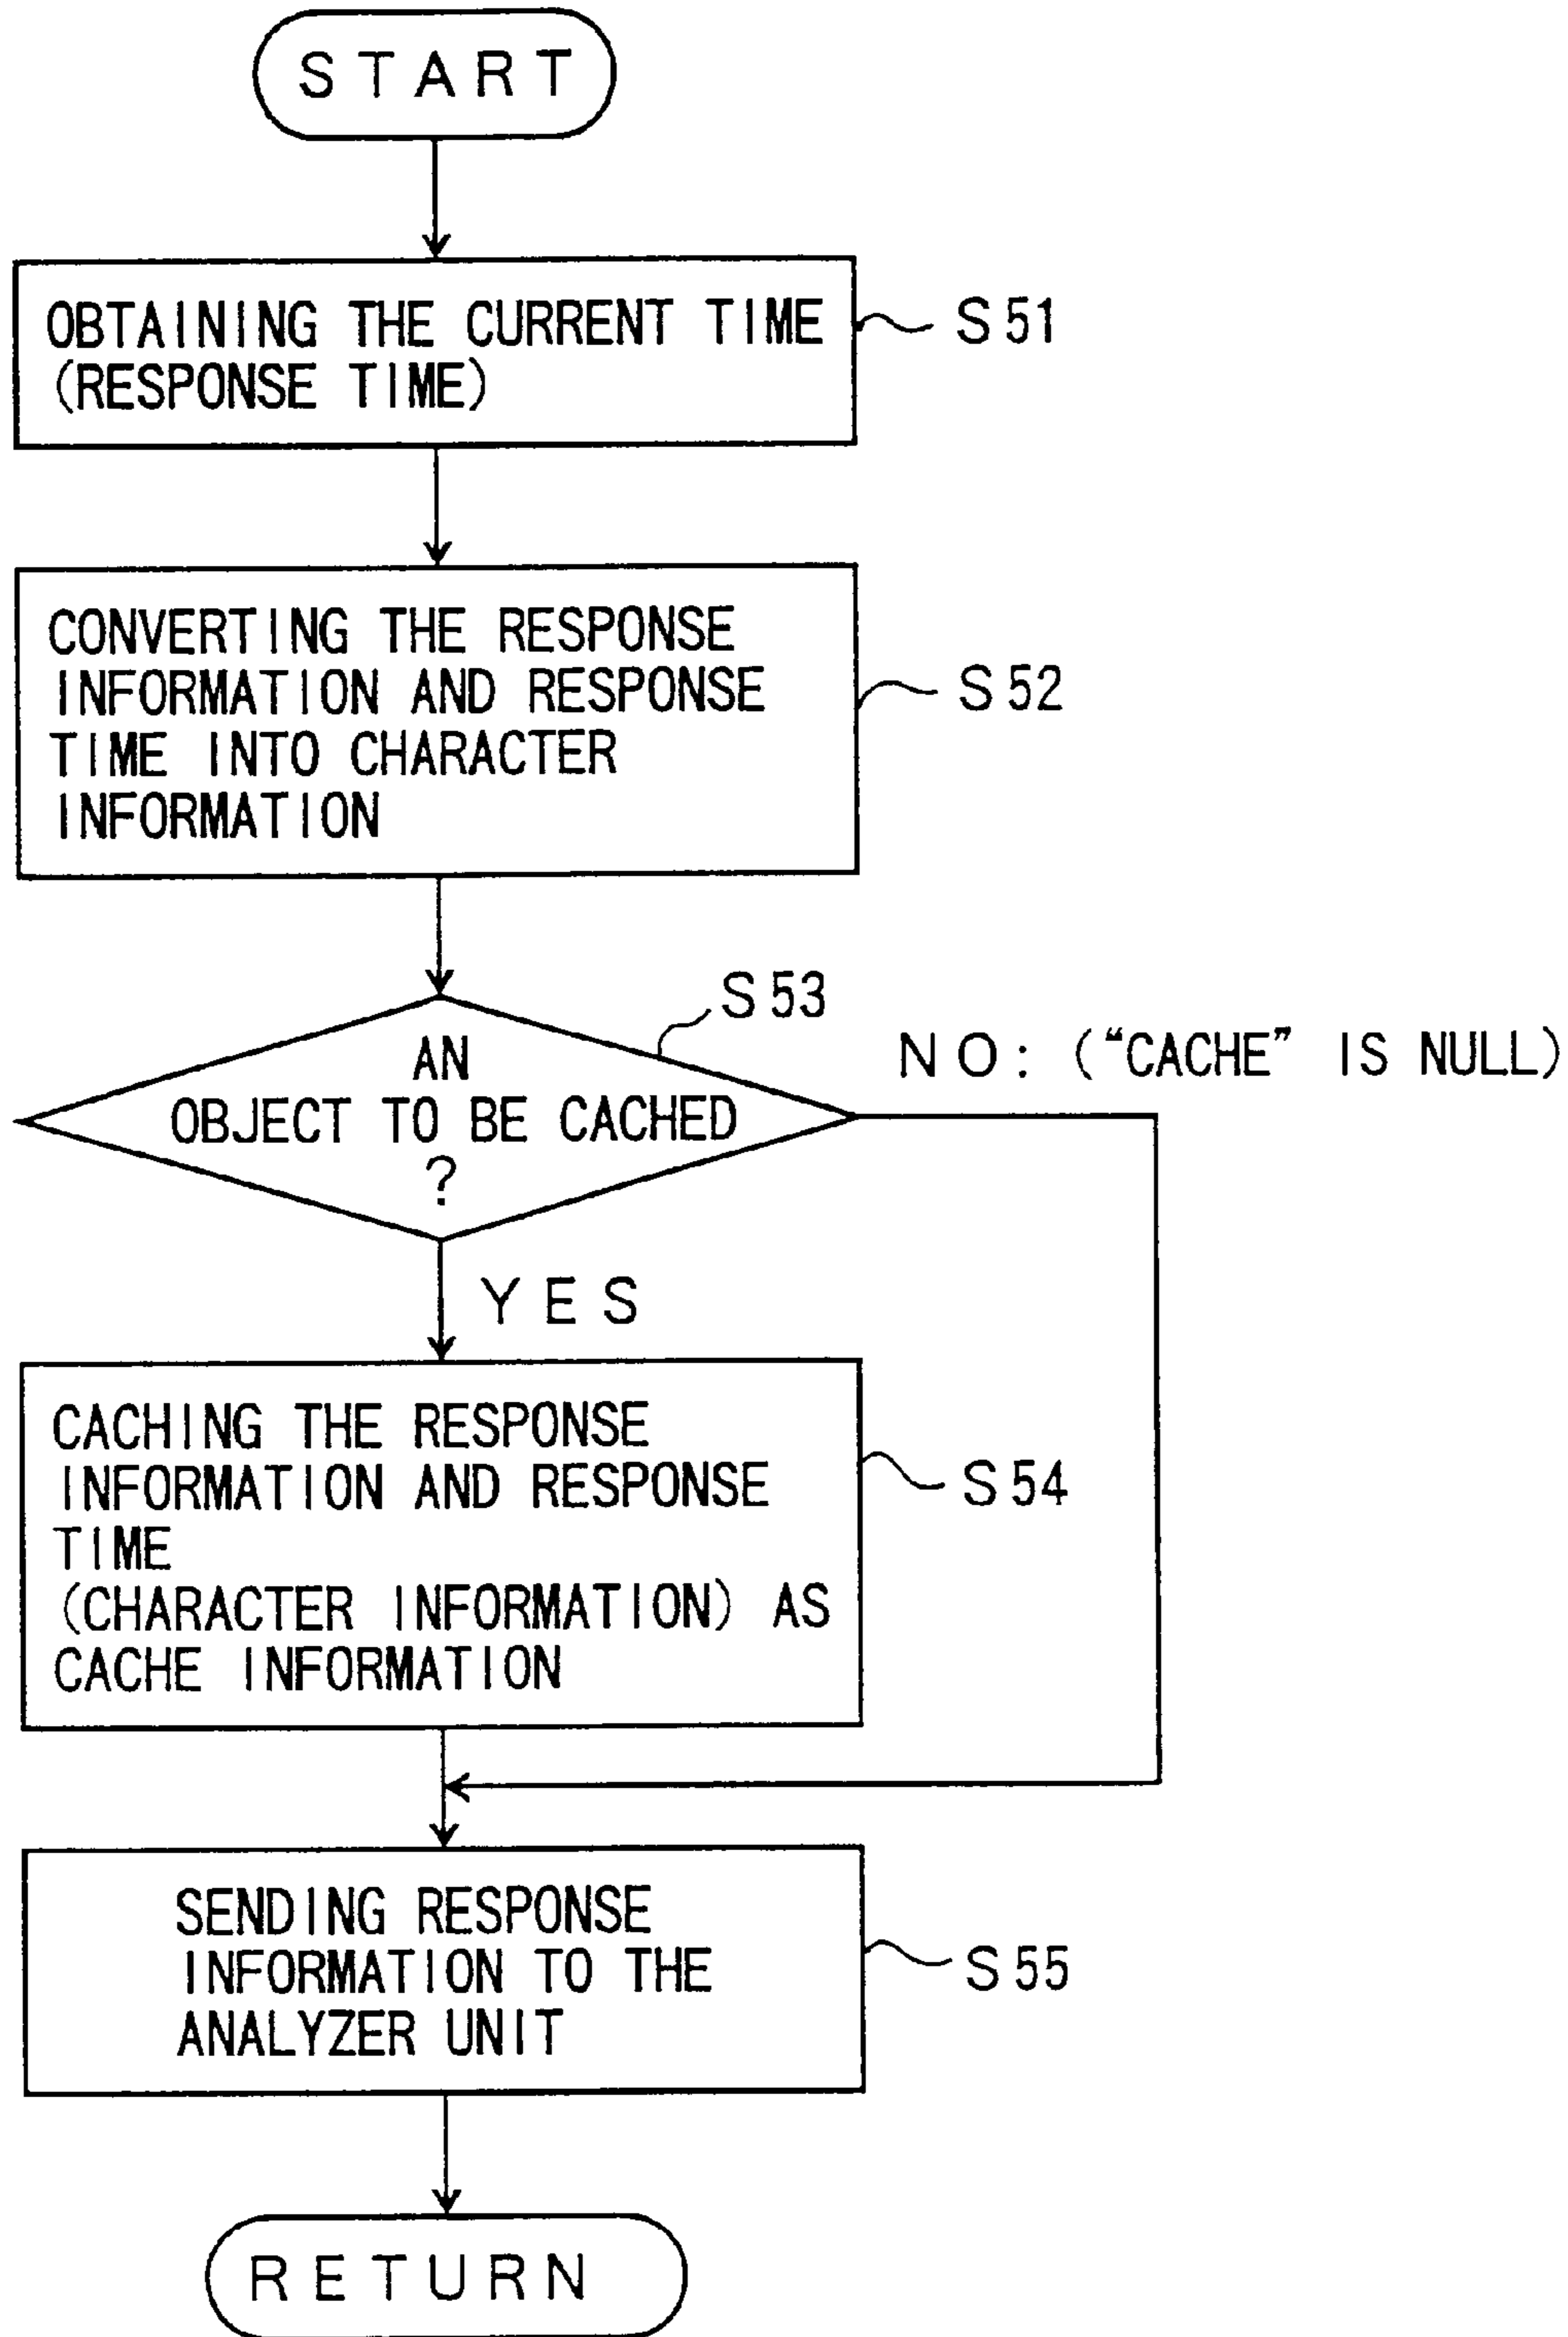 START
OBTAINING THE CURRENT TIME
(RESPONSE TIME)
S51
CONVERTING THE RESPONSE
INFORMATION AND RESPONSE
TIME INTO CHARACTER
INFORMATION
S52
S53
AN
OBJECT TO BE CACHED
?
NO: ("CACHE" IS NULL)
YES
CACHING THE RESPONSE
INFORMATION AND RESPONSE
TIME
(CHARACTER INFORMATION) AS
CACHE INFORMATION
S54
SENDING RESPONSE
INFORMATION TO THE
ANALYZER UNIT
S55
RETURN